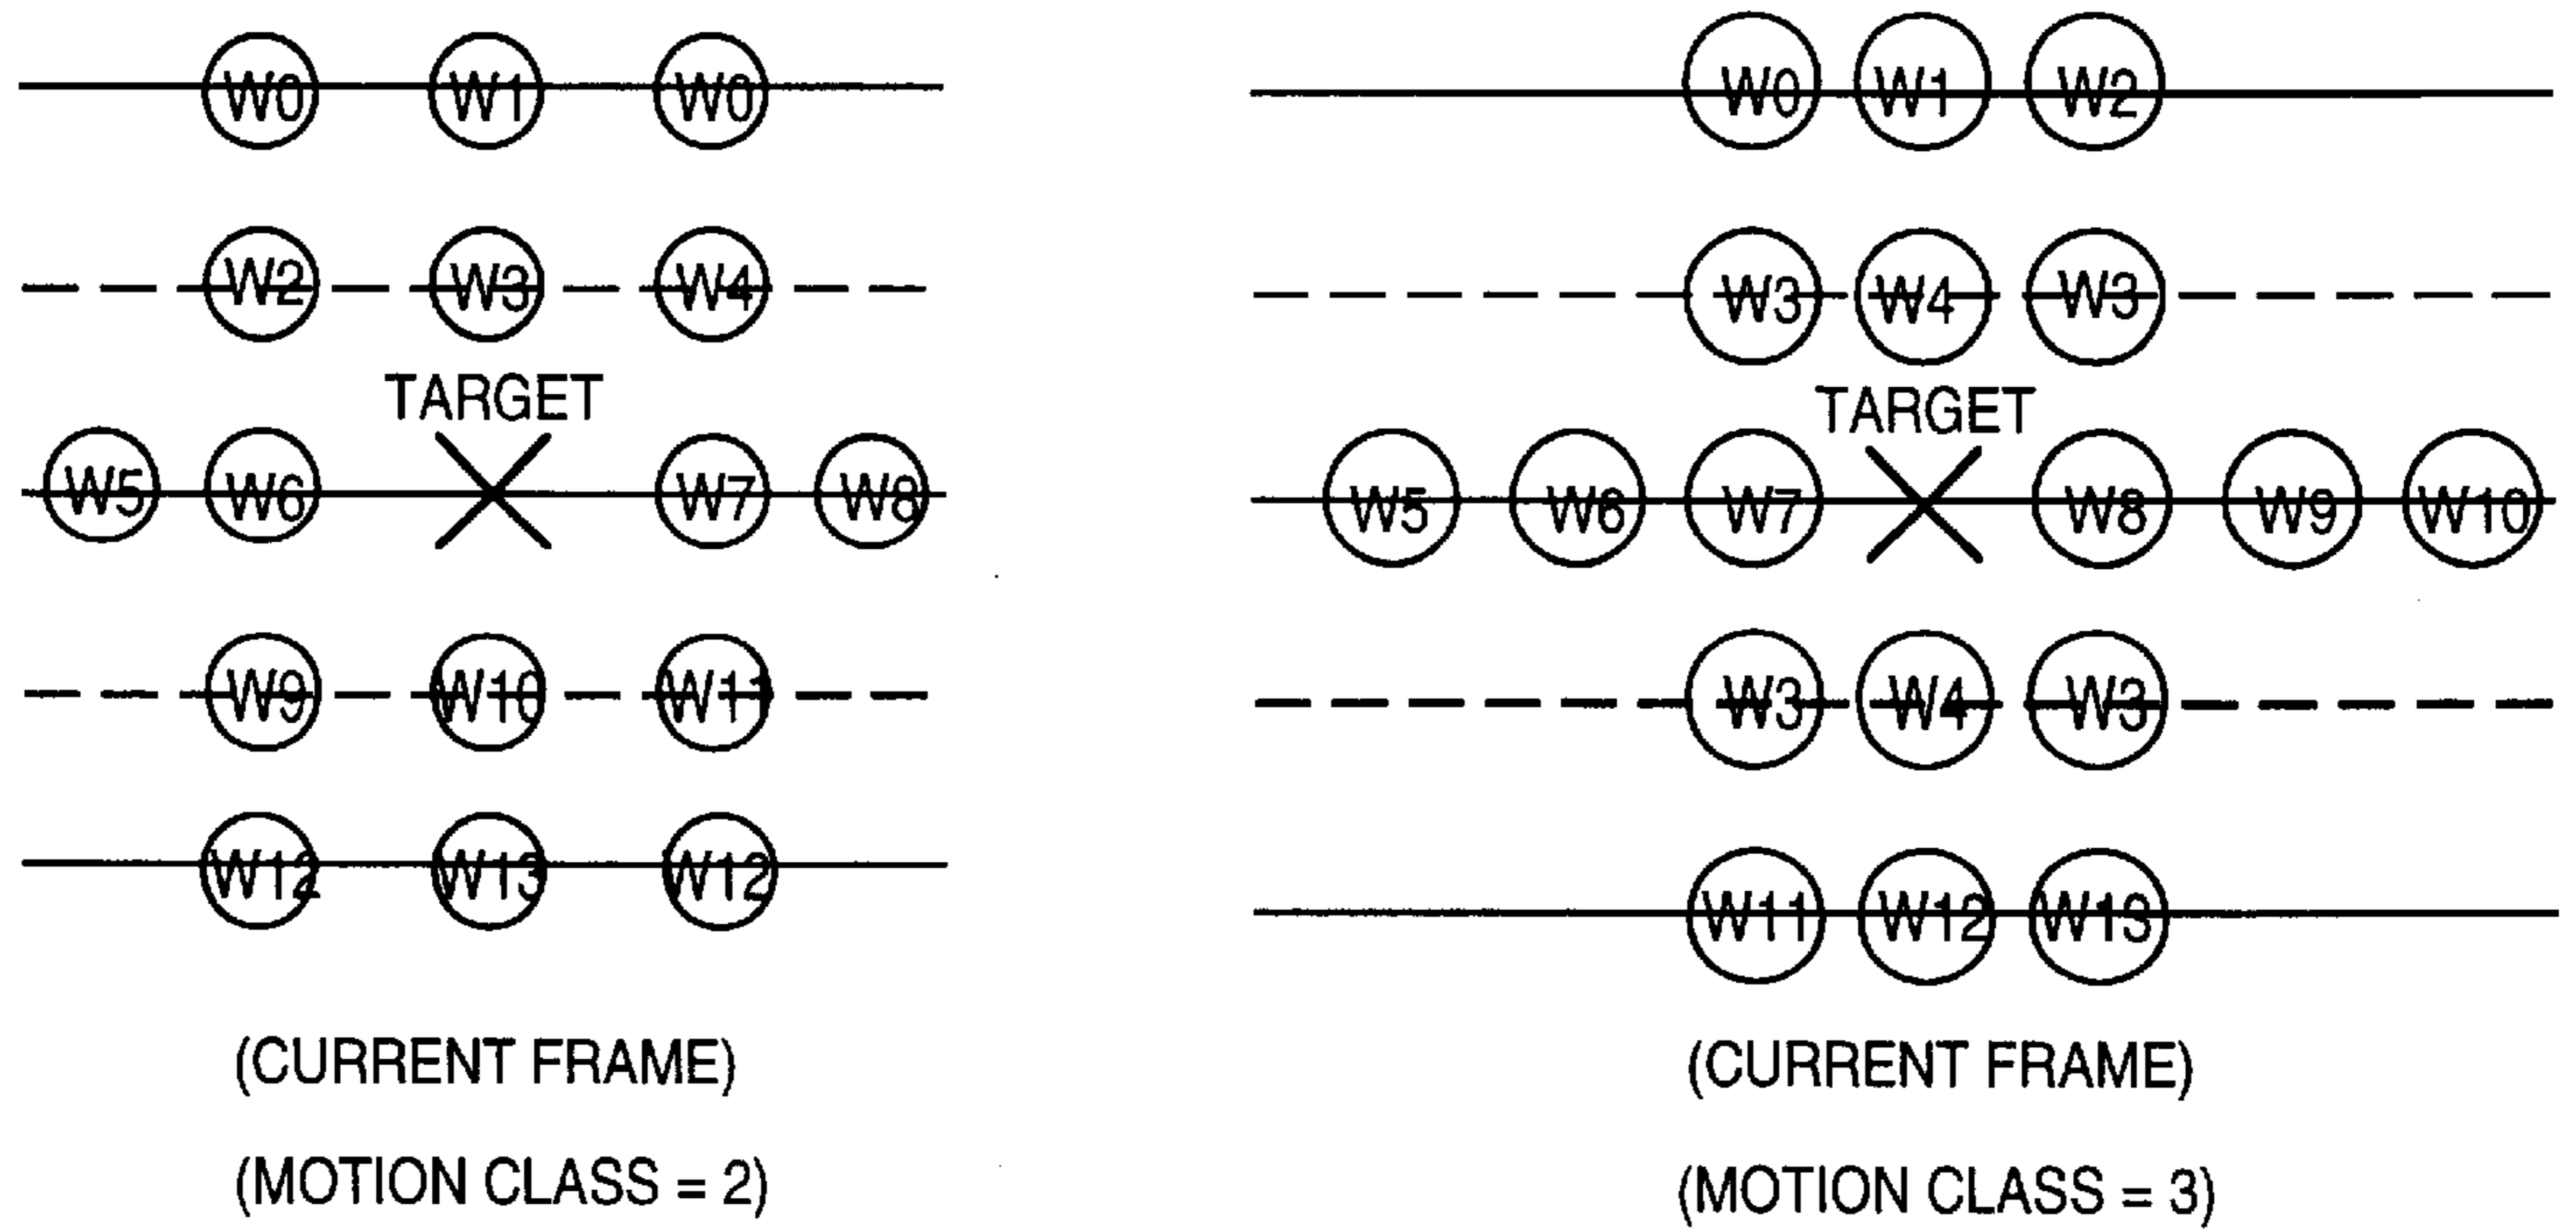 W0 W1 W0
W2 W3 W4
TARGET
W5 W6 W7 W8
W9 W10 W11
W12 W13 W12
(CURRENT FRAME)
(MOTION CLASS = 2)
W0 W1 W2
W3 W4 W3
TARGET
W5 W6 W7 W8 W9 W10
W3 W4 W3
W11 W12 W13
(CURRENT FRAME)
(MOTION CLASS = 3)